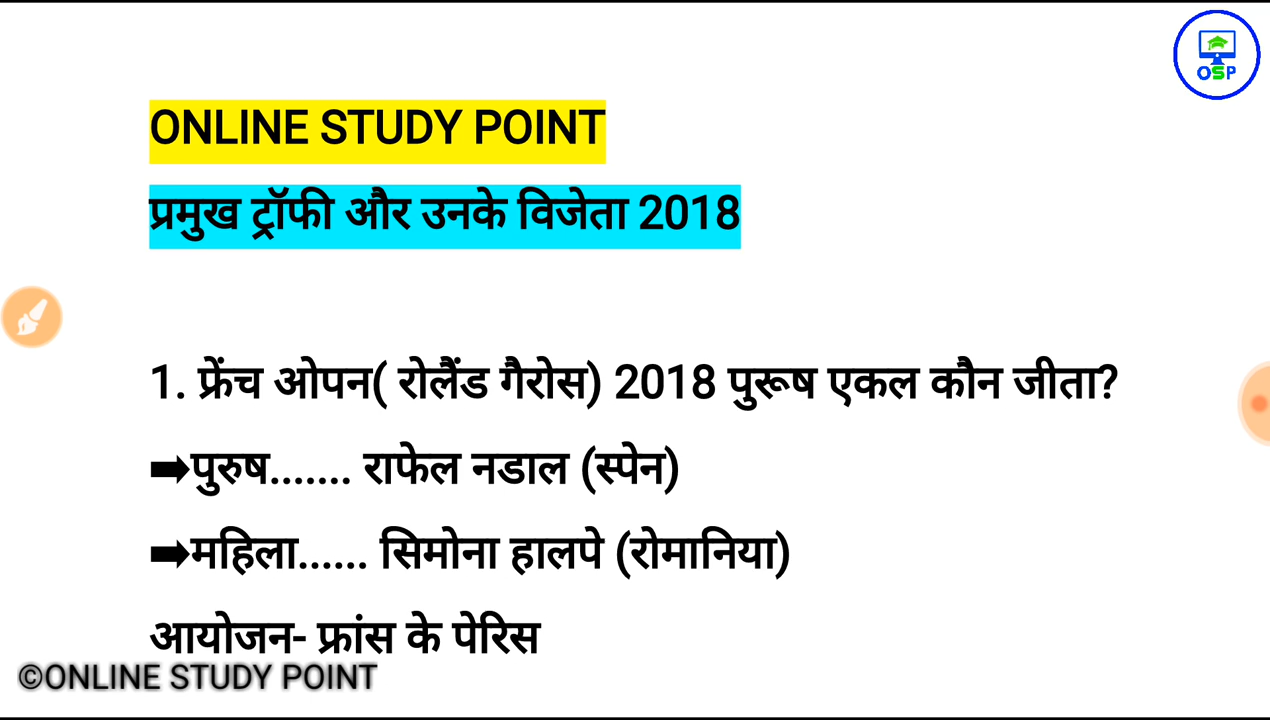 OSP
ONLINE STUDY POINT
प्रमुख ट्रॉफी और उनके विजेता 2018
1. फ्रेंच ओपन( रोलैंड गैरोस) 2018 पुरूष एकल कौन जीता?
➡पुरुष....... राफेल नडाल (स्पेन)
➡महिला...... सिमोना हालपे (रोमानिया)
आयोजन- फ्रांस के पेरिस
©ONLINE STUDY POINT